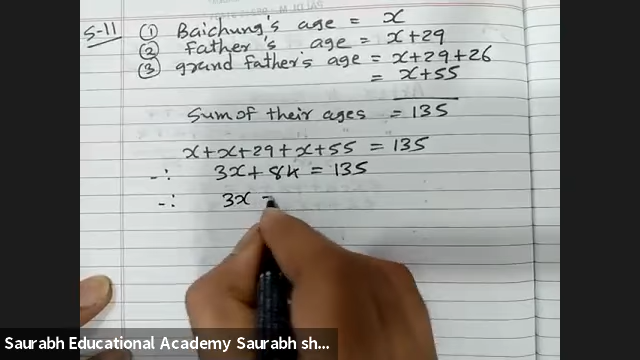 S-11 ① Baichung's age = x
② Father's age = x+29
③ grand father's age = x+29+26
= x+55
Sum of their ages = 135
x+x+29+x+55 = 135
∴ 3x+84 = 135
∴ 3x =
Saurabh Educational Academy Saurabh sh...